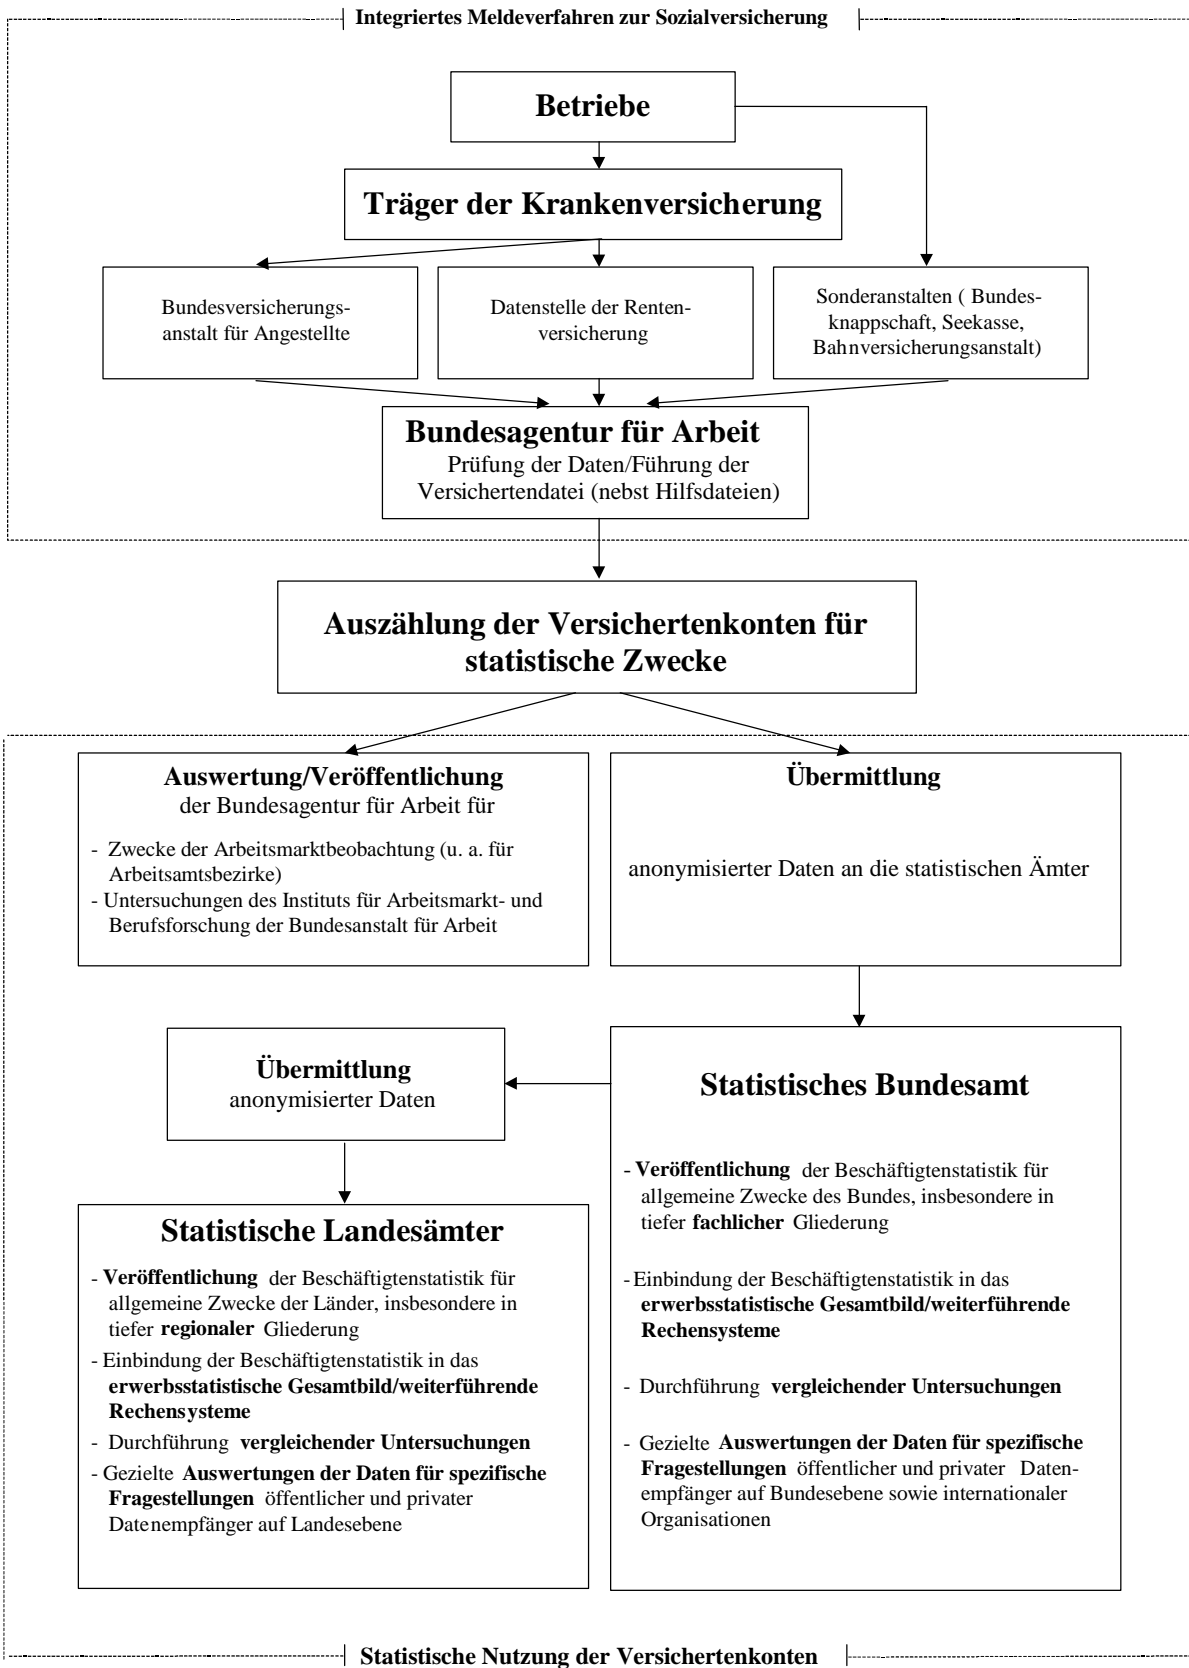 Integriertes Meldeverfahren zur Sozialversicherung
Betriebe
Träger der Krankenversicherung
Bundesversicherungs-
anstalt für Angestellte
Datenstelle der Renten-
versicherung
Sonderanstalten ( Bundes-
knappschaft, Seekasse,
Bahnversicherungsanstalt)
Bundesagentur für Arbeit
Prüfung der Daten/Führung der
Versichertendatei (nebst Hilfsdateien)
Auszählung der Versichertenkonten für
statistische Zwecke
Auswertung/Veröffentlichung
der Bundesagentur für Arbeit für
- Zwecke der Arbeitsmarktbeobachtung (u. a. für
Arbeitsamtsbezirke)
- Untersuchungen des Instituts für Arbeitsmarkt- und
Berufsforschung der Bundesanstalt für Arbeit
Übermittlung
anonymisierter Daten an die statistischen Ämter
Übermittlung
anonymisierter Daten
Statistisches Bundesamt
- Veröffentlichung der Beschäftigtenstatistik für
allgemeine Zwecke des Bundes, insbesondere in
tiefer fachlicher Gliederung
- Einbindung der Beschäftigtenstatistik in das
erwerbsstatistische Gesamtbild/weiterführende
Rechensysteme
- Durchführung vergleichender Untersuchungen
- Gezielte Auswertungen der Daten für spezifische
Fragestellungen öffentlicher und privater Daten-
empfänger auf Bundesebene sowie internationaler
Organisationen
Statistische Landesämter
- Veröffentlichung der Beschäftigtenstatistik für
allgemeine Zwecke der Länder, insbesondere in
tiefer regionaler Gliederung
- Einbindung der Beschäftigtenstatistik in das
erwerbsstatistische Gesamtbild/weiterführende
Rechensysteme
- Durchführung vergleichender Untersuchungen
- Gezielte Auswertungen der Daten für spezifische
Fragestellungen öffentlicher und privater
Datenempfänger auf Landesebene
Statistische Nutzung der Versichertenkonten